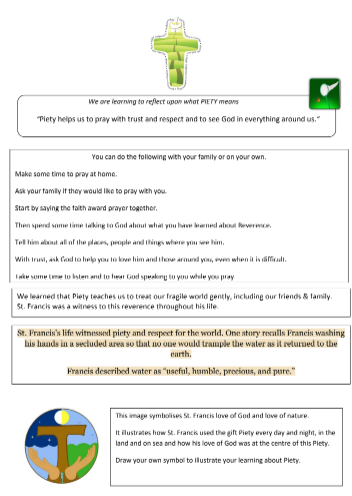 We are learning to reflect upon what PIETY means
"Piety helps us to pray with trust and respect and to see God in everything around us."
You can do the following with your family or on your own.
Make some time to pray at home.
Ask your family if they would like to pray with you.
Start by saying the faith award prayer together.
Then spend some time talking to God about what you have learned about Reverence.
Tell him about all of the places, people and things where you see him.
With trust, ask God to help you to love him and those around you, even when it is difficult.
Take some time to listen and to hear God speaking to you while you pray
We learned that Piety teaches us to treat our fragile world gently, including our friends & family.
St. Francis was a witness to this reverence throughout his life.
St. Francis's life witnessed piety and respect for the world. One story recalls Francis washing
his hands in a secluded area so that no one would trample the water as it returned to the
earth.
Francis described water as "useful, humble, precious, and pure."
This image symbolises St. Francis love of God and love of nature.
It illustrates how St. Francis used the gift Piety every day and night, in the
land and on sea and how his love of God was at the centre of this Piety.
Draw your own symbol to illustrate your learning about Piety.